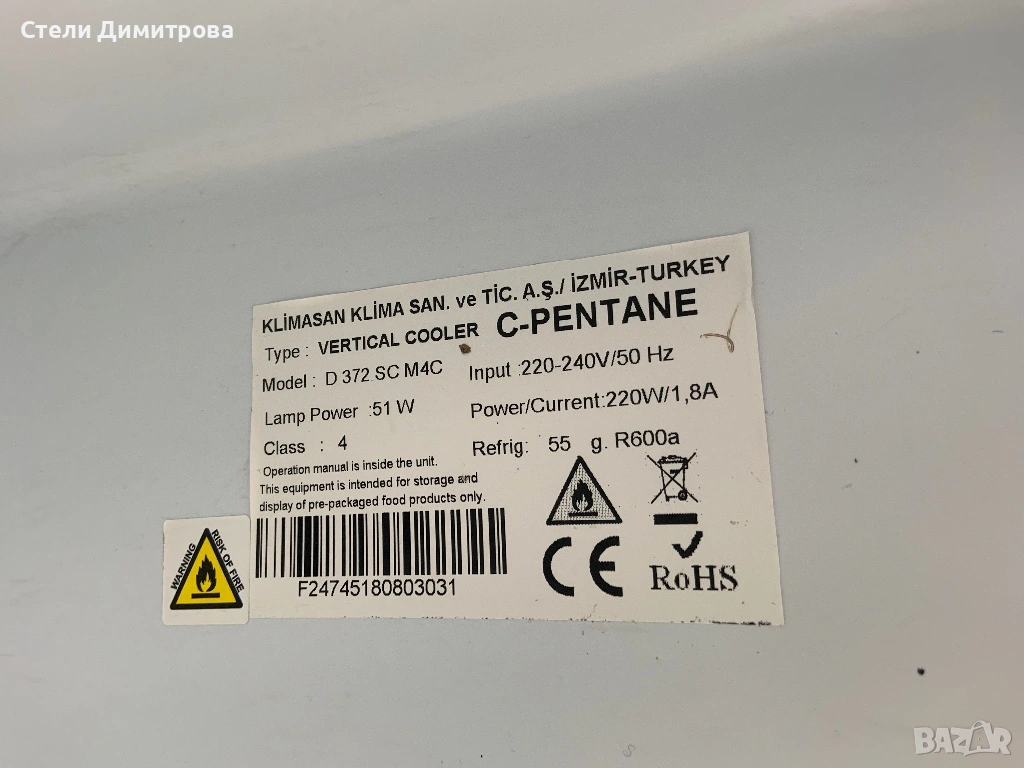 Стели Димитрова
KLİMASAN KLİMA SAN. ve TİC. A.Ş./ İZMİR-TURKEY
Type : VERTICAL COOLER C-PENTANE
Model : D 372 SC M4C Input :220-240V/50 Hz
Lamp Power :51 W Power/Current:220W/1,8A
Class : 4 Refrig: 55 g. R600a
Operation manual is inside the unit.
This equipment is intended for storage and
display of pre-packaged food products only.
F24745180803031
CE RoHS
WARNING RISK OF FIRE
BAZAR